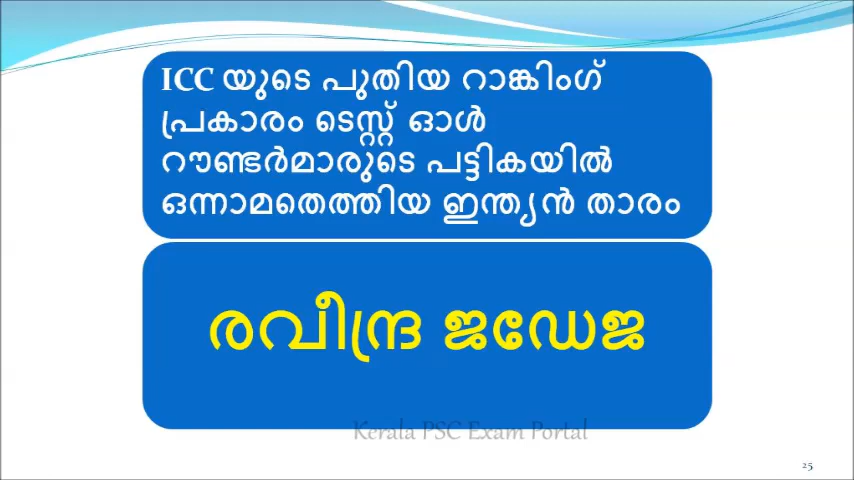 ICC യുടെ പുതിയ റാങ്കിംഗ്
പ്രകാരം ടെസ്റ്റ് ഓൾ
റൗണ്ടർമാരുടെ പട്ടികയിൽ
ഒന്നാമതെത്തിയ ഇന്ത്യൻ താരം
രവീന്ദ്ര ജഡേജ
Kerala PSC Exam Portal
25